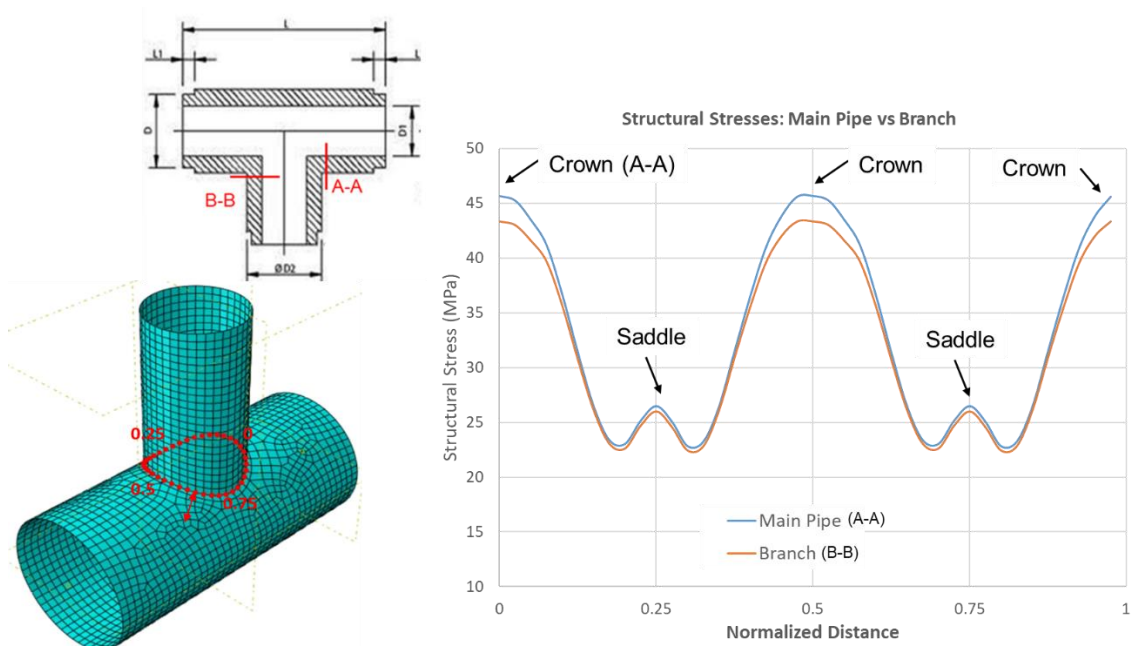 L
L1
L
D
D1
A-A
B-B
ØD2
0.25
0
0.5
0.75
Structural Stresses: Main Pipe vs Branch
50
45
40
35
30
25
20
15
10
Structural Stress (MPa)
Crown (A-A)
Crown
Crown
Saddle
Saddle
Main Pipe (A-A)
Branch (B-B)
0
0.25
0.5
0.75
1
Normalized Distance